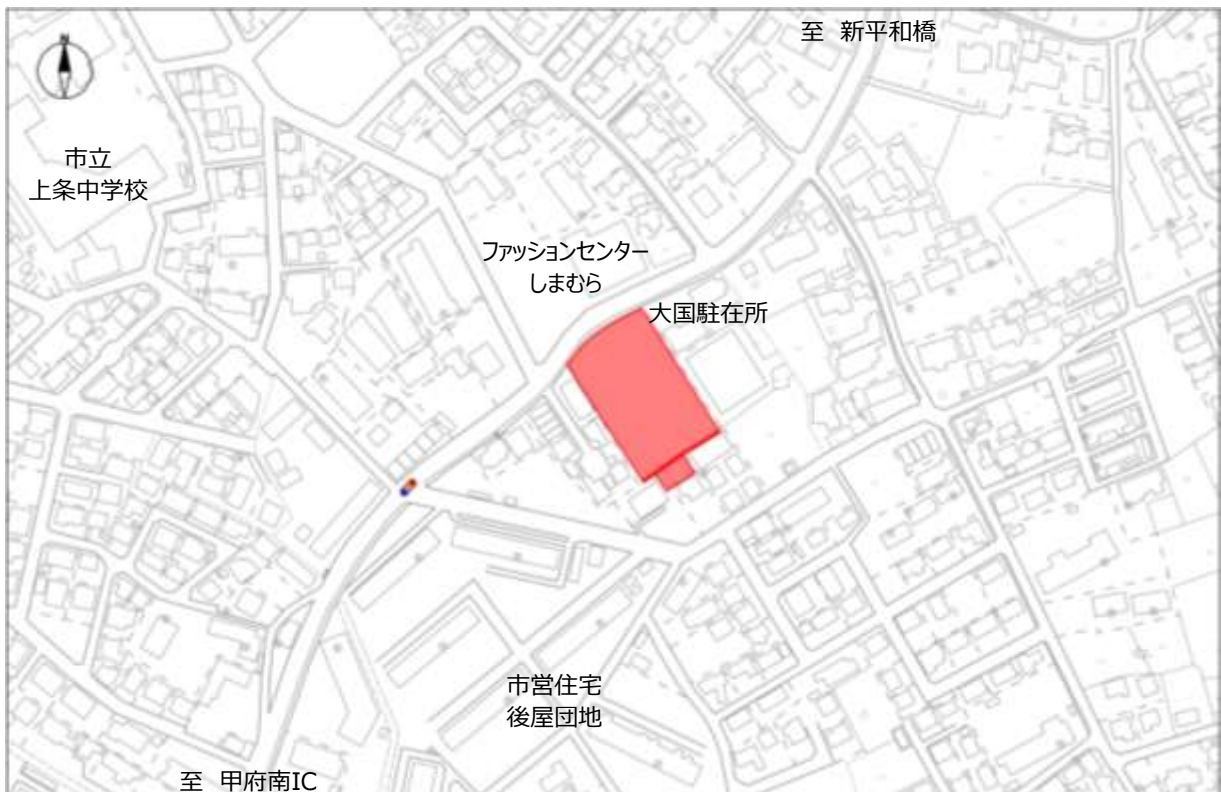 至 新平和橋
N
市立
上条中学校
ファッションセンター
しまむら
大国駐在所
市営住宅
後屋団地
至 甲府南IC